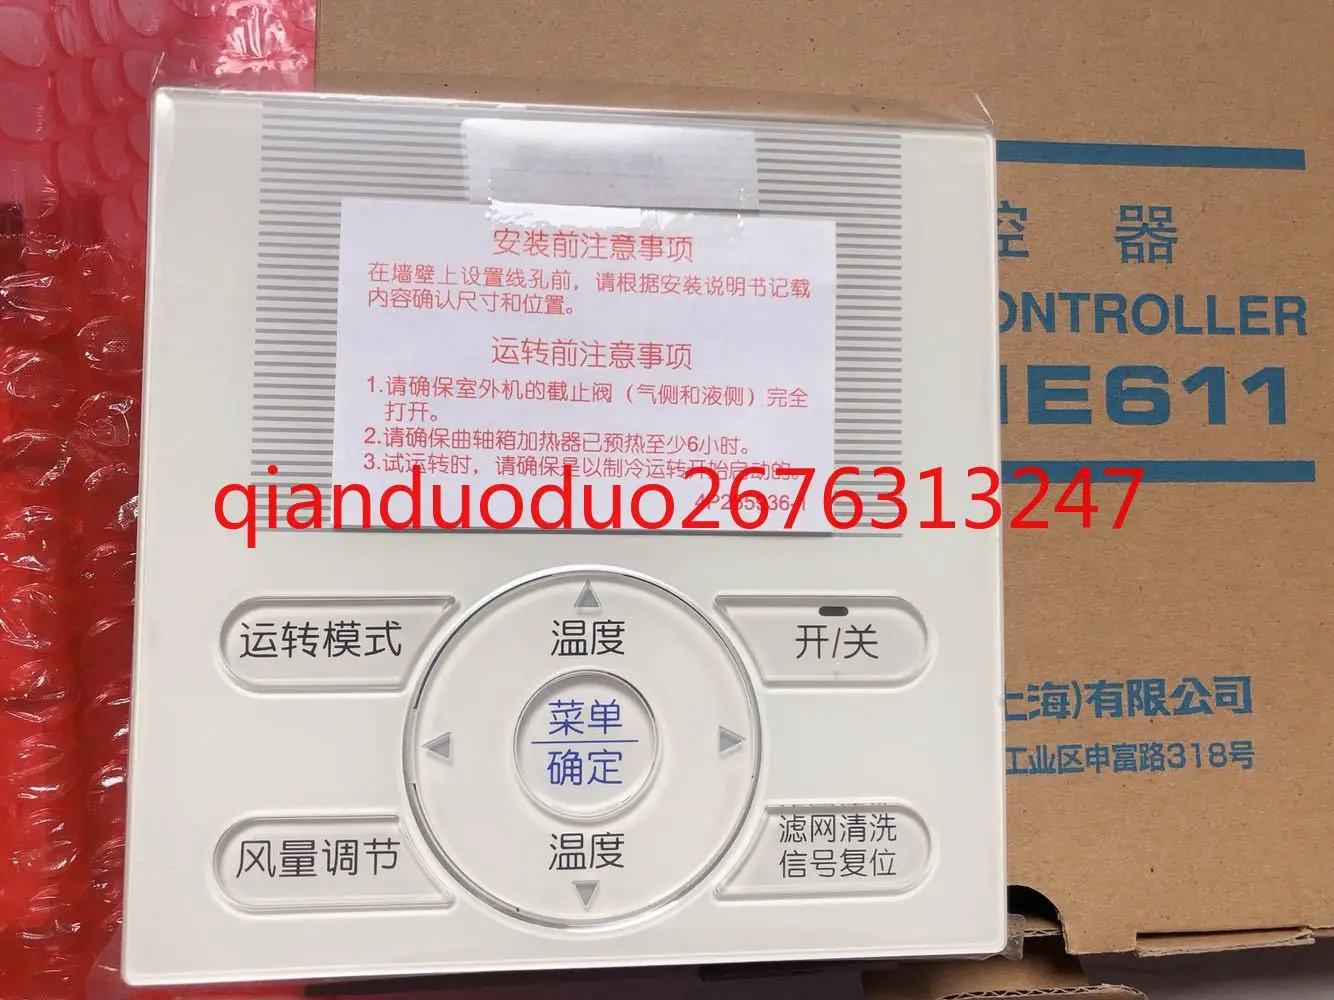 安装前注意事项
在墙壁上设置线孔前，请根据安装说明书记载
内容确认尺寸和位置。
运转前注意事项
1.请确保室外机的截止阀（气侧和液侧）完全
打开。
2.请确保曲轴箱加热器已预热至少6小时。
3.试运转时，请确保是以制冷运转开始启动的。
qianduoduo2676313247
控 器
ONTROLLER
1E611
上海)有限公司
工业区申富路318号
运转模式
温度
开/关
菜单
确定
风量调节
温度
滤网清洗
信号复位